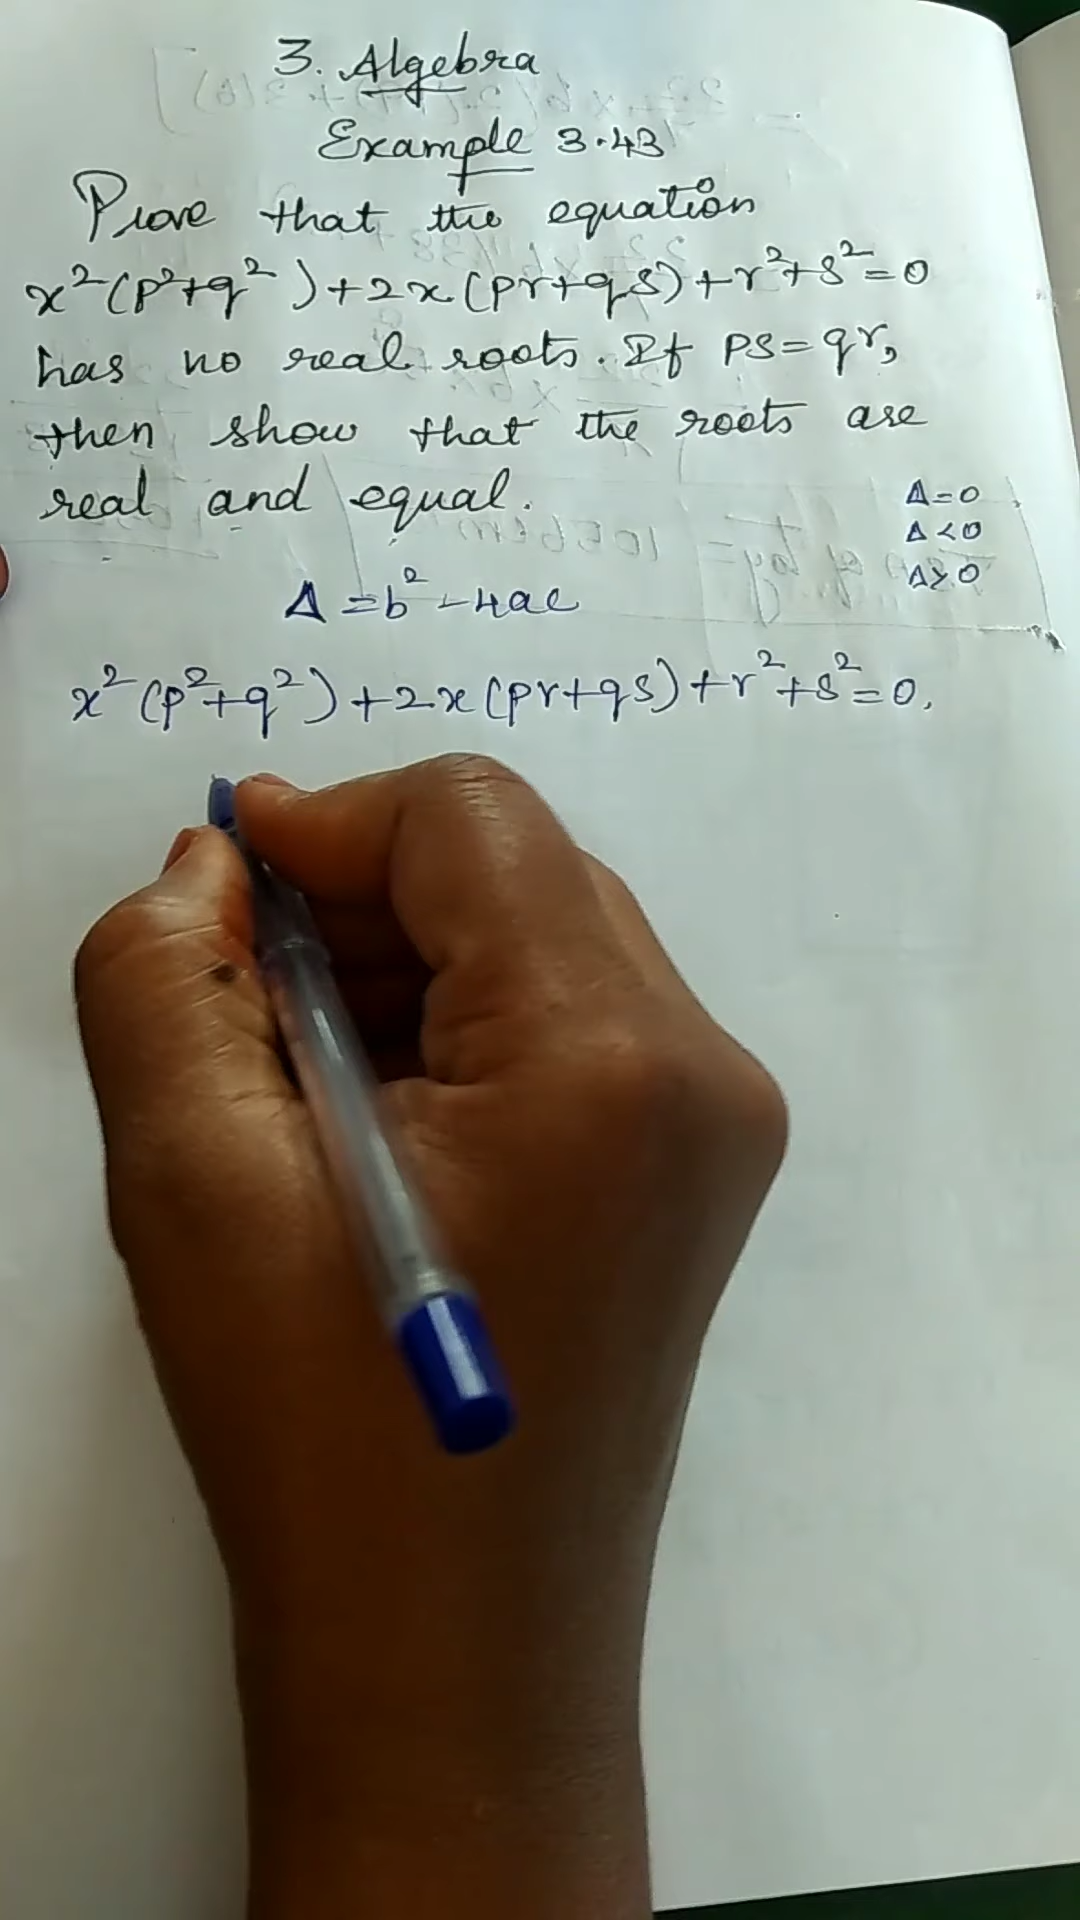 3. Algebra
Example 3.43
Prove that the equation
x²(p²+q²)+2x(pr+qs)+r²+s²=0
has no real roots. If ps=qr,
then show that the roots are
real and equal.
Δ=0
Δ<0
Δ>0
Δ=b²-4ac
x²(p²+q²)+2x(pr+qs)+r²+s²=0.